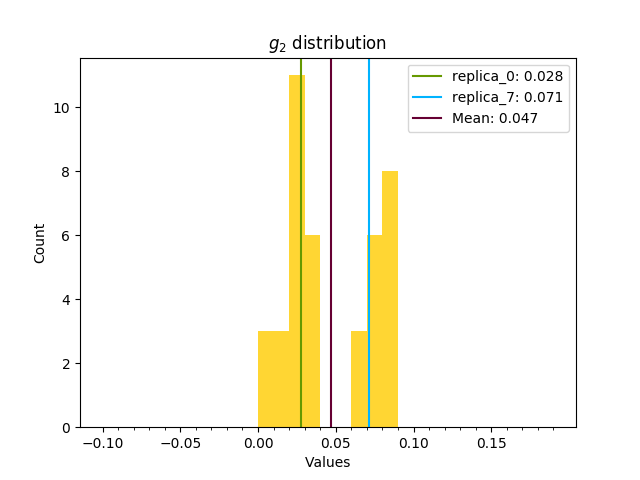 g₂ distribution
replica_0: 0.028
replica_7: 0.071
Mean: 0.047
Count
10
8
6
4
2
0
−0.10 −0.05 0.00 0.05 0.10 0.15
Values